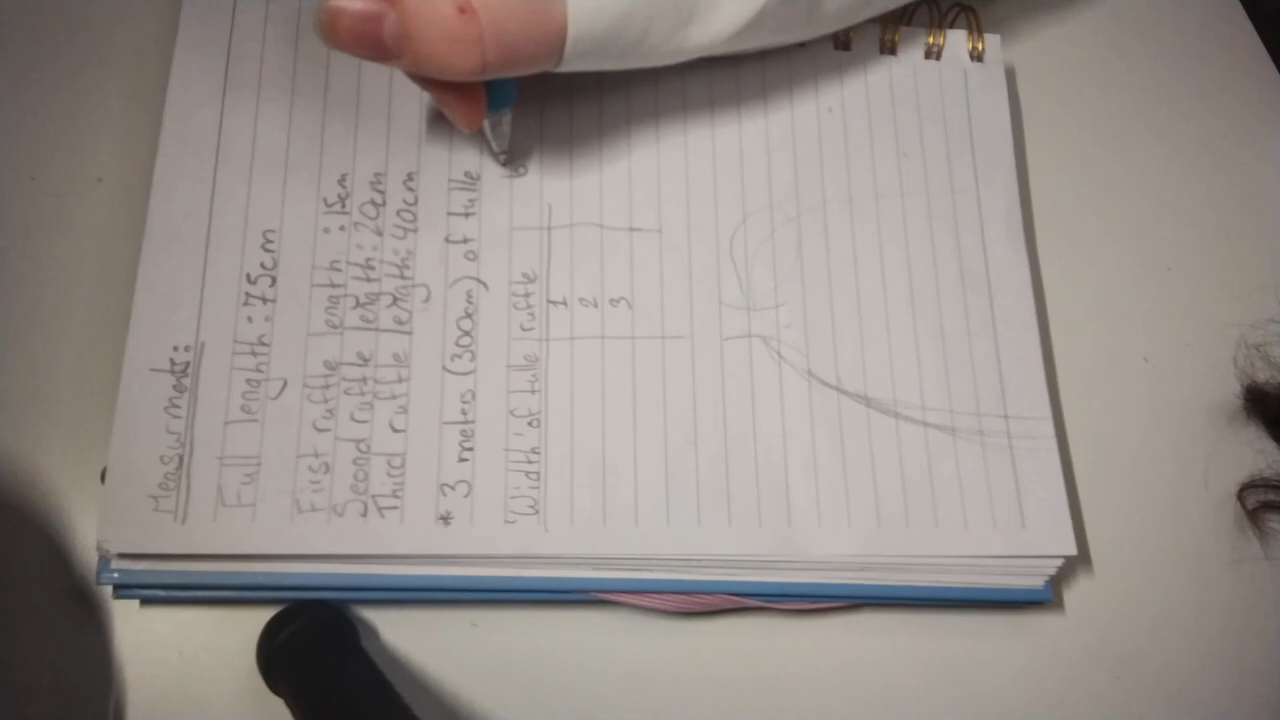 Measurments:
Full lenghth: 75cm
First ruffle length : 15cm
Second ruffle length: 20cm
Third ruffle length: 40cm
* 3 meters (300cm) of tulle
Width of tulle ruffle
1
2
3